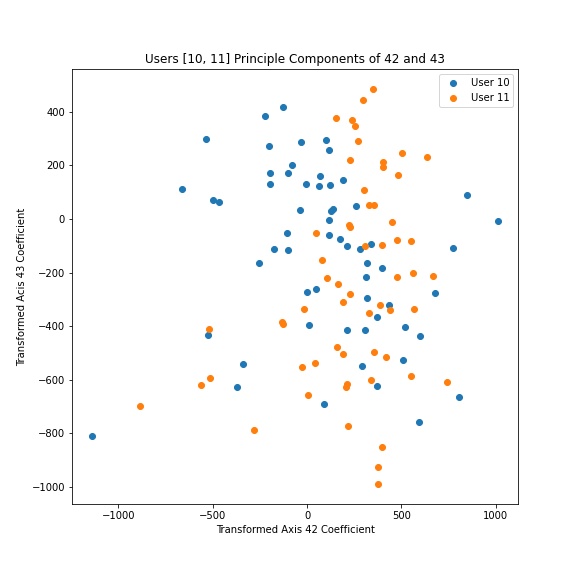 Users [10, 11] Principle Components of 42 and 43
User 10
User 11
400
200
0
−200
−400
−600
−800
−1000
Transformed Acis 43 Coefficient
−1000
−500
0
500
1000
Transformed Axis 42 Coefficient